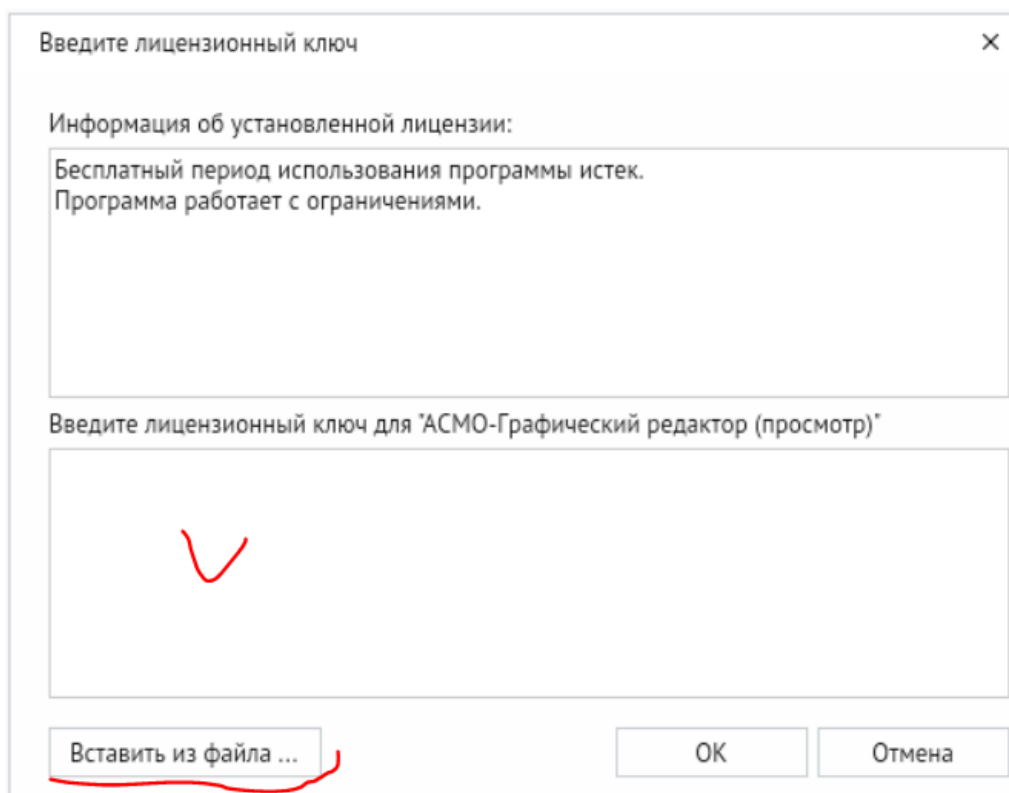 Введите лицензионный ключ
Информация об установленной лицензии:
Бесплатный период использования программы истек.
Программа работает с ограничениями.
Введите лицензионный ключ для "АСМО-Графический редактор (просмотр)"
Вставить из файла ...
ОК
Отмена